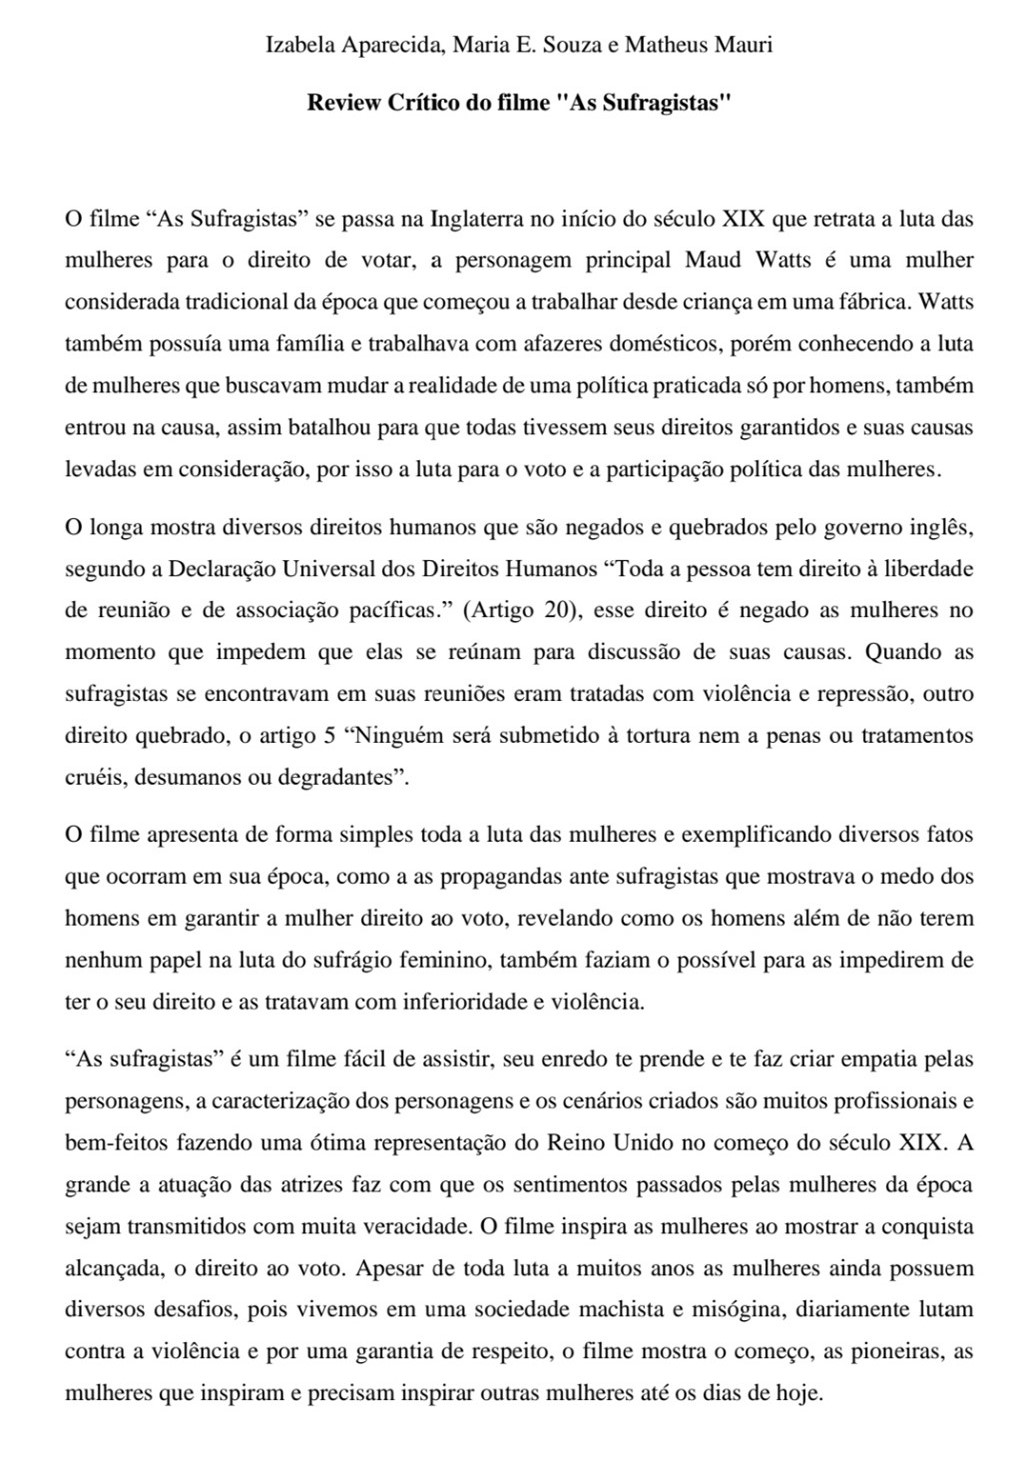 Izabela Aparecida, Maria E. Souza e Matheus Mauri
Review Crítico do filme "As Sufragistas"
O filme “As Sufragistas” se passa na Inglaterra no início do século XIX que retrata a luta das
mulheres para o direito de votar, a personagem principal Maud Watts é uma mulher
considerada tradicional da época que começou a trabalhar desde criança em uma fábrica. Watts
também possuía uma família e trabalhava com afazeres domésticos, porém conhecendo a luta
de mulheres que buscavam mudar a realidade de uma política praticada só por homens, também
entrou na causa, assim batalhou para que todas tivessem seus direitos garantidos e suas causas
levadas em consideração, por isso a luta para o voto e a participação política das mulheres.
O longa mostra diversos direitos humanos que são negados e quebrados pelo governo inglês,
segundo a Declaração Universal dos Direitos Humanos “Toda a pessoa tem direito à liberdade
de reunião e de associação pacíficas.” (Artigo 20), esse direito é negado as mulheres no
momento que impedem que elas se reúnam para discussão de suas causas. Quando as
sufragistas se encontravam em suas reuniões eram tratadas com violência e repressão, outro
direito quebrado, o artigo 5 “Ninguém será submetido à tortura nem a penas ou tratamentos
cruéis, desumanos ou degradantes”.
O filme apresenta de forma simples toda a luta das mulheres e exemplificando diversos fatos
que ocorram em sua época, como a as propagandas ante sufragistas que mostrava o medo dos
homens em garantir a mulher direito ao voto, revelando como os homens além de não terem
nenhum papel na luta do sufrágio feminino, também faziam o possível para as impedirem de
ter o seu direito e as tratavam com inferioridade e violência.
“As sufragistas” é um filme fácil de assistir, seu enredo te prende e te faz criar empatia pelas
personagens, a caracterização dos personagens e os cenários criados são muitos profissionais e
bem-feitos fazendo uma ótima representação do Reino Unido no começo do século XIX. A
grande a atuação das atrizes faz com que os sentimentos passados pelas mulheres da época
sejam transmitidos com muita veracidade. O filme inspira as mulheres ao mostrar a conquista
alcançada, o direito ao voto. Apesar de toda luta a muitos anos as mulheres ainda possuem
diversos desafios, pois vivemos em uma sociedade machista e misógina, diariamente lutam
contra a violência e por uma garantia de respeito, o filme mostra o começo, as pioneiras, as
mulheres que inspiram e precisam inspirar outras mulheres até os dias de hoje.